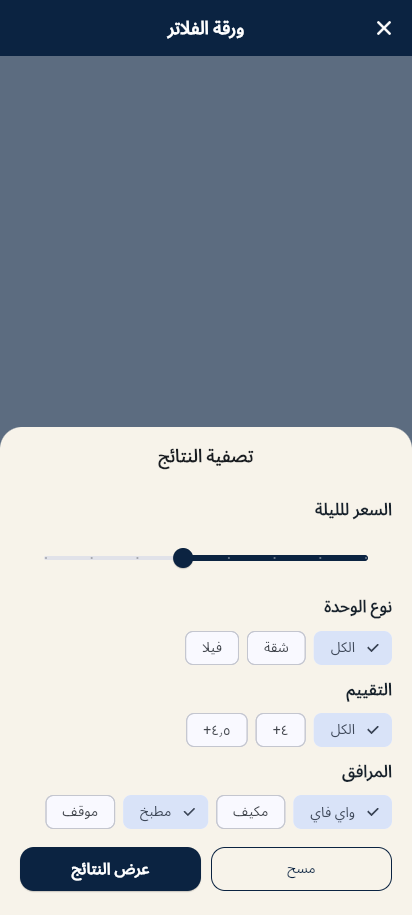 ورقة الفلاتر
تصفية النتائج
السعر لللیلة
نوع الوحدة
الكل شقة فيلا
التقييم
الكل ٤+ ٤٫٥+
المرافق
واي فاي مكيف مطبخ موقف
مسح عرض النتائج